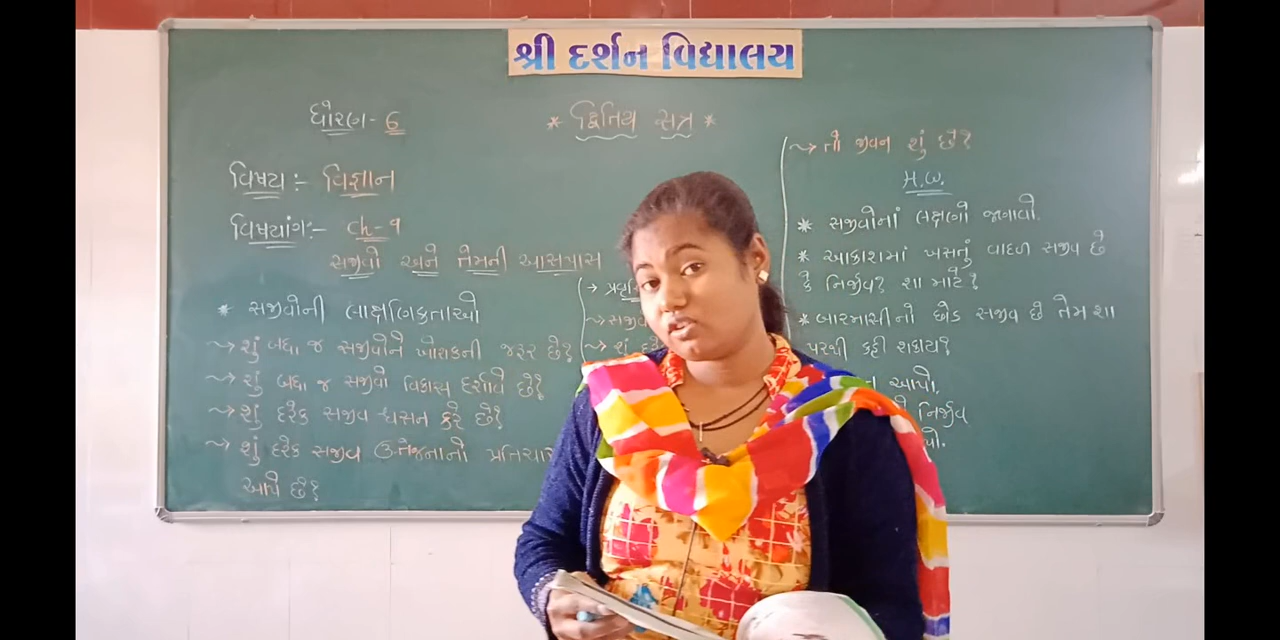 શ્રી દર્શન વિદ્યાલય
ધોરણ - 6
* દ્વિતિય સત્ર *
વિષય :- વિજ્ઞાન
વિષયાંગ :- ch - 9
સજીવો અને તેમની આસપાસ
* સજીવોની લાક્ષણિકતાઓ
→ શું બધા જ સજીવોને ખોરાકની જરૂર છે?
→ શું બધા જ સજીવો વિકાસ દર્શાવે છે?
→ શું દરેક સજીવ શ્વસન કરે છે?
→ શું દરેક સજીવ ઉત્તેજનાનો
આપે છે?
→ શું
→ તો જીવન શું છે?
H.W.
* સજીવોનાં લક્ષણો જણાવો.
* આકાશમાં ખસતું વાદળ સજીવ છે
કે નિર્જીવ? શા માટે?
* બારમાસીનો છોડ સજીવ છે તેમ શા
પરથી કહી શકાય?
આપો.
નિર્જીવ